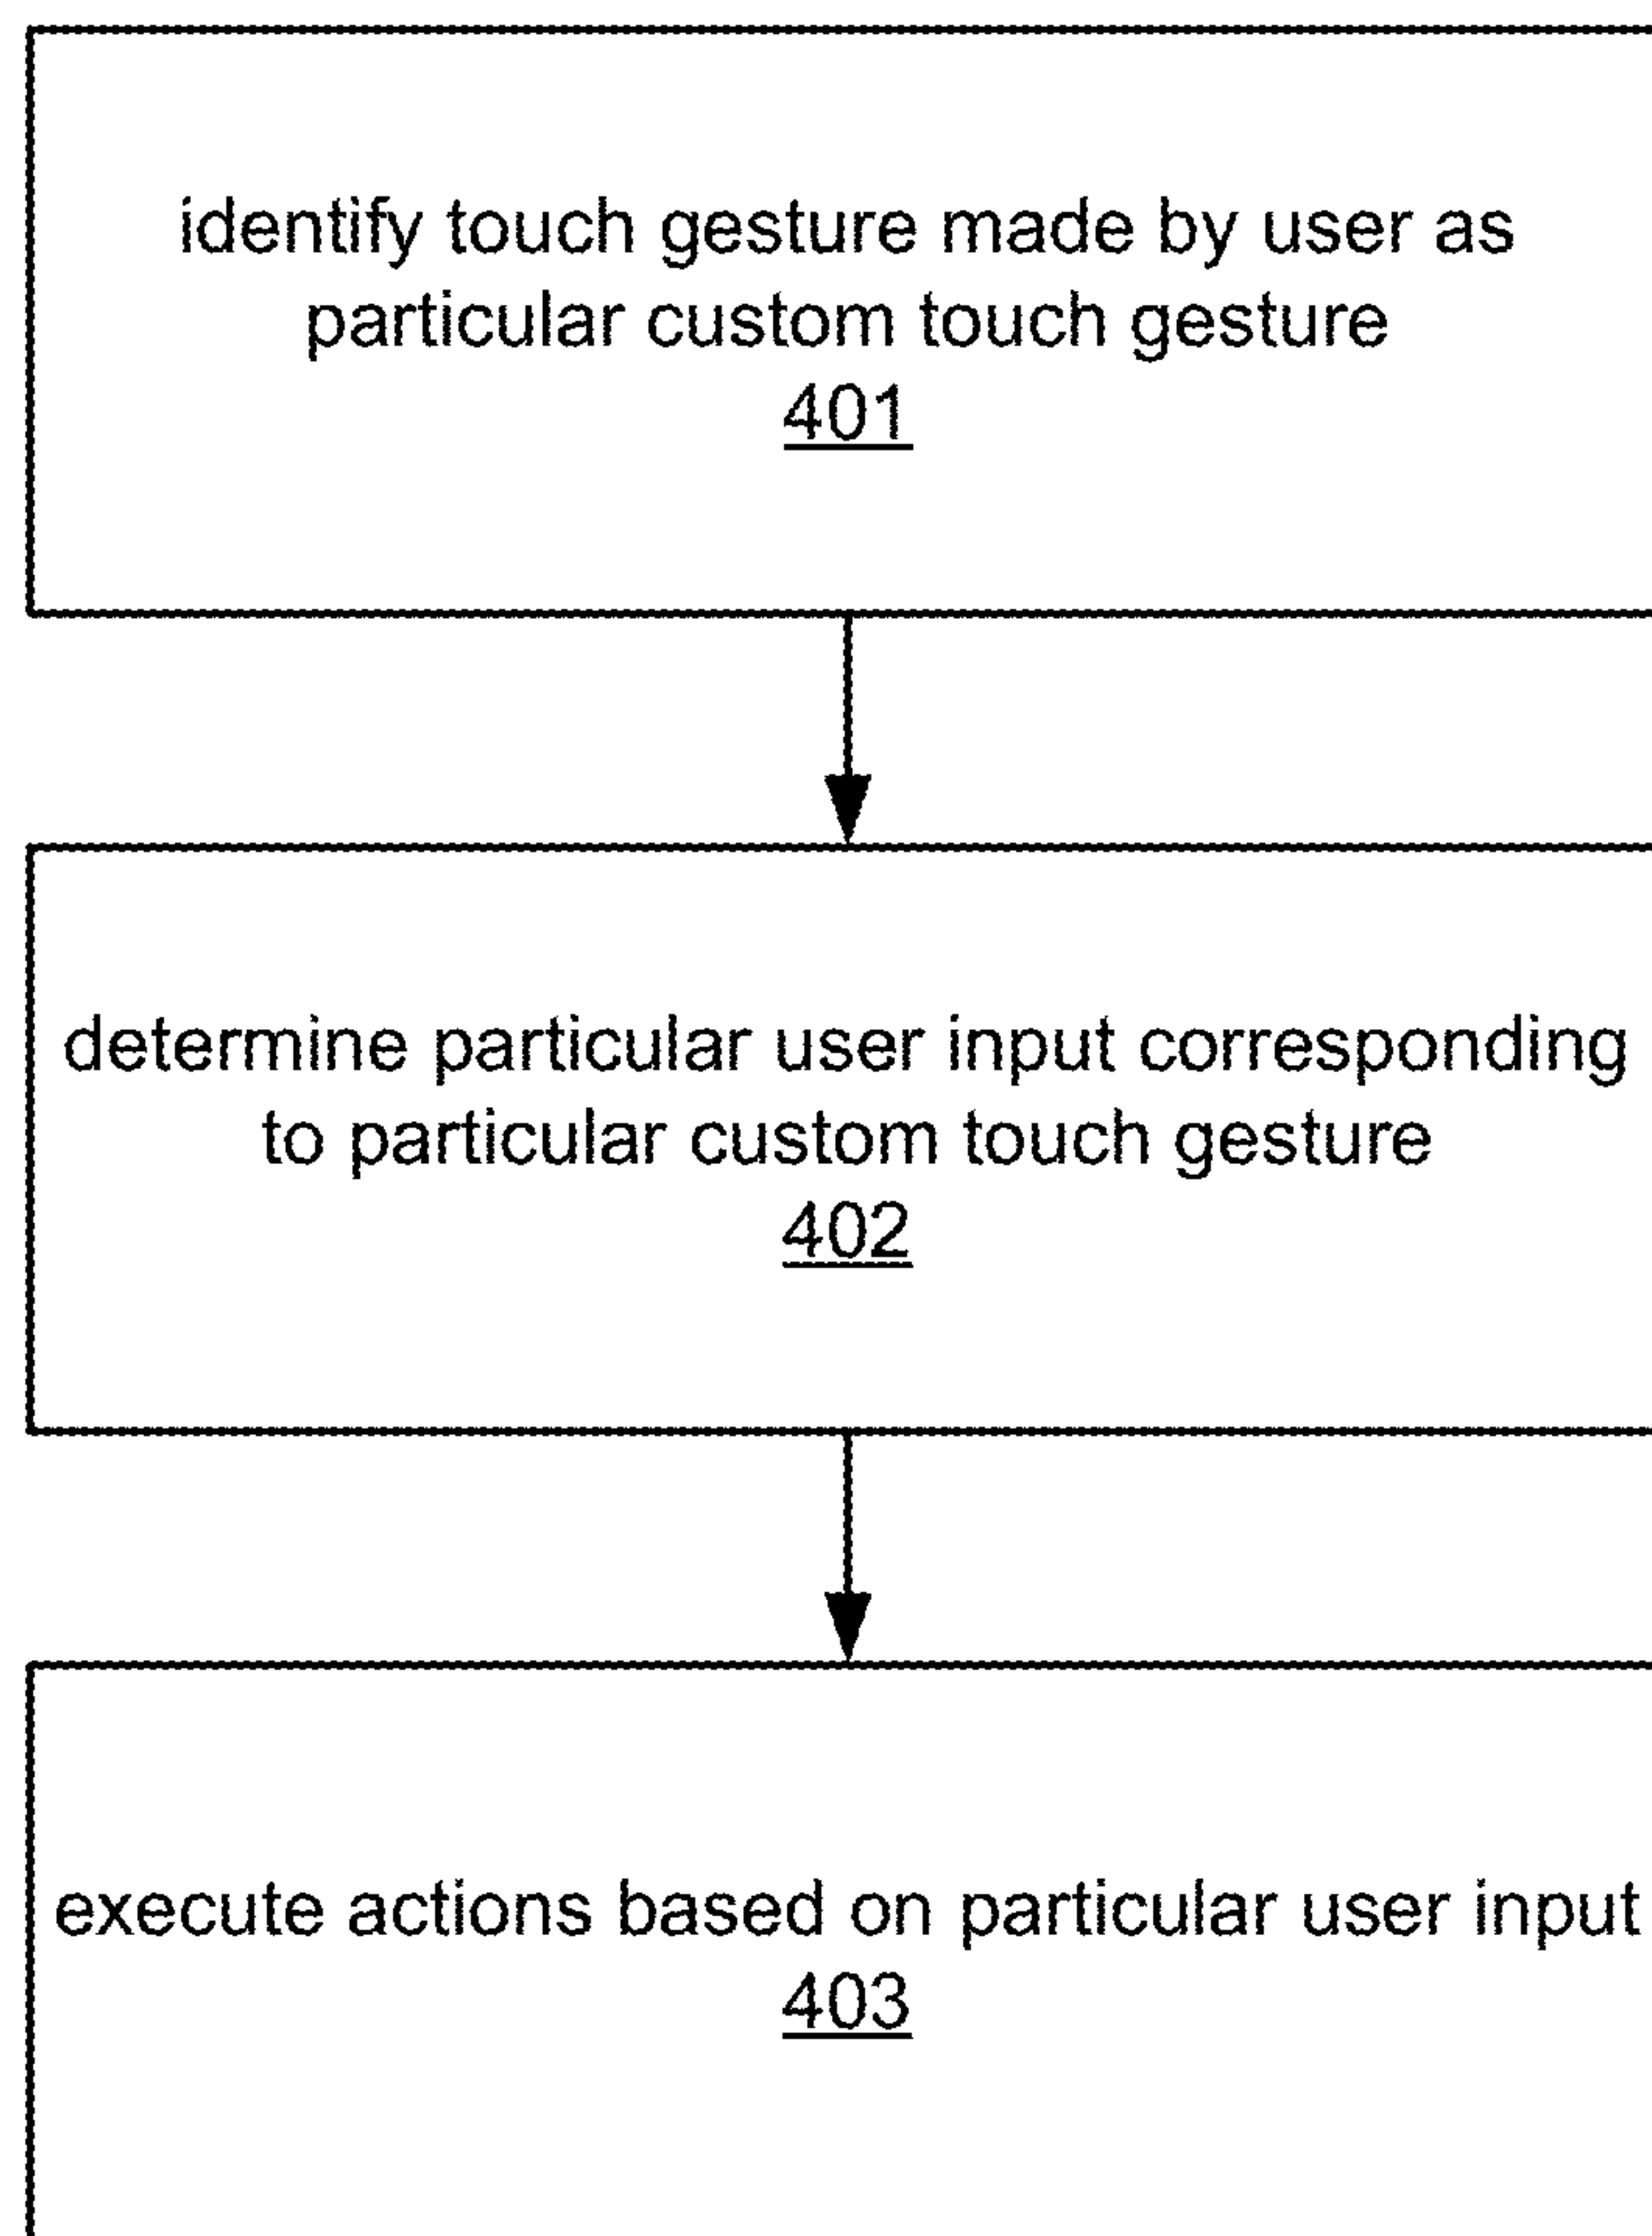 identify touch gesture made by user as
particular custom touch gesture
401
determine particular user input corresponding
to particular custom touch gesture
402
execute actions based on particular user input
403